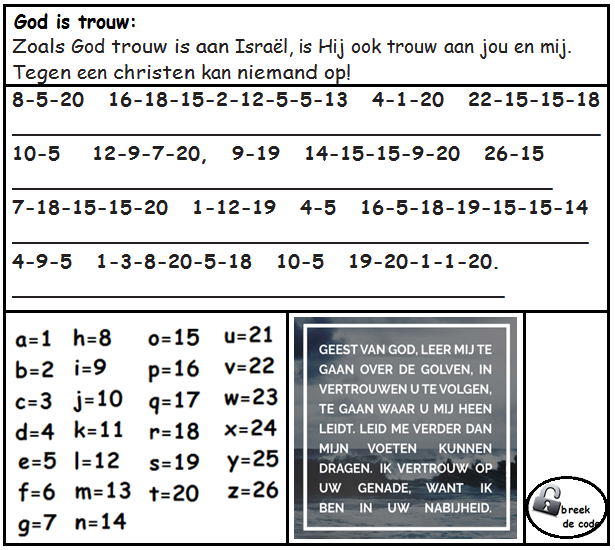 God is trouw:
Zoals God trouw is aan Israël, is Hij ook trouw aan jou en mij.
Tegen een christen kan niemand op!
8-5-20 16-18-15-2-12-5-5-13 4-1-20 22-15-15-18
10-5 12-9-7-20, 9-19 14-15-15-9-20 26-15
7-18-15-15-20 1-12-19 4-5 16-5-18-19-15-15-14
4-9-5 1-3-8-20-5-18 10-5 19-20-1-1-20.
a=1 h=8 o=15 u=21
b=2 i=9 p=16 v=22
c=3 j=10 q=17 w=23
d=4 k=11 r=18 x=24
e=5 l=12 s=19 y=25
f=6 m=13 t=20 z=26
g=7 n=14
GEEST VAN GOD, LEER MIJ TE
GAAN OVER DE GOLVEN, IN
VERTROUWEN U TE VOLGEN,
TE GAAN WAAR U MIJ HEEN
LEIDT. LEID ME VERDER DAN
MIJN VOETEN KUNNEN
DRAGEN. IK VERTROUW OP
UW GENADE, WANT IK
BEN IN UW NABIJHEID.
breek
de code